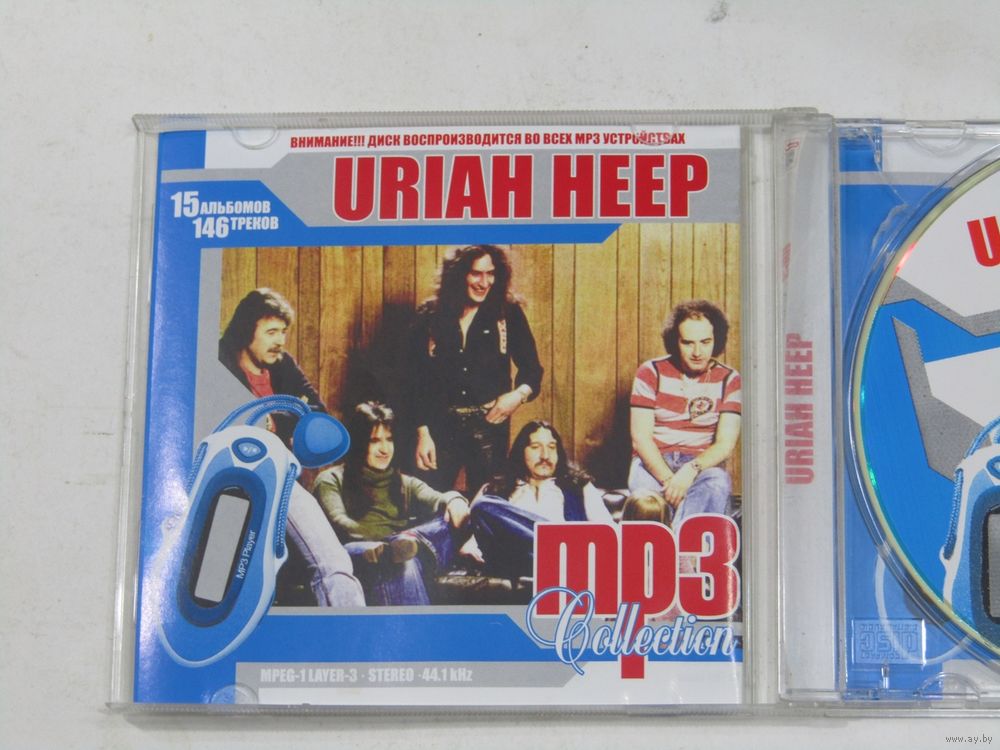 ВНИМАНИЕ!!! ДИСК ВОСПРОИЗВОДИТСЯ ВО ВСЕХ MP3 УСТРОЙСТВАХ
URIAH HEEP
15 АЛЬБОМОВ
146 ТРЕКОВ
MP3 Player
mp3
Collection
MPEG-1 LAYER-3 · STEREO · 44.1 kHz
URIAH HEEP
U
www.ay.by